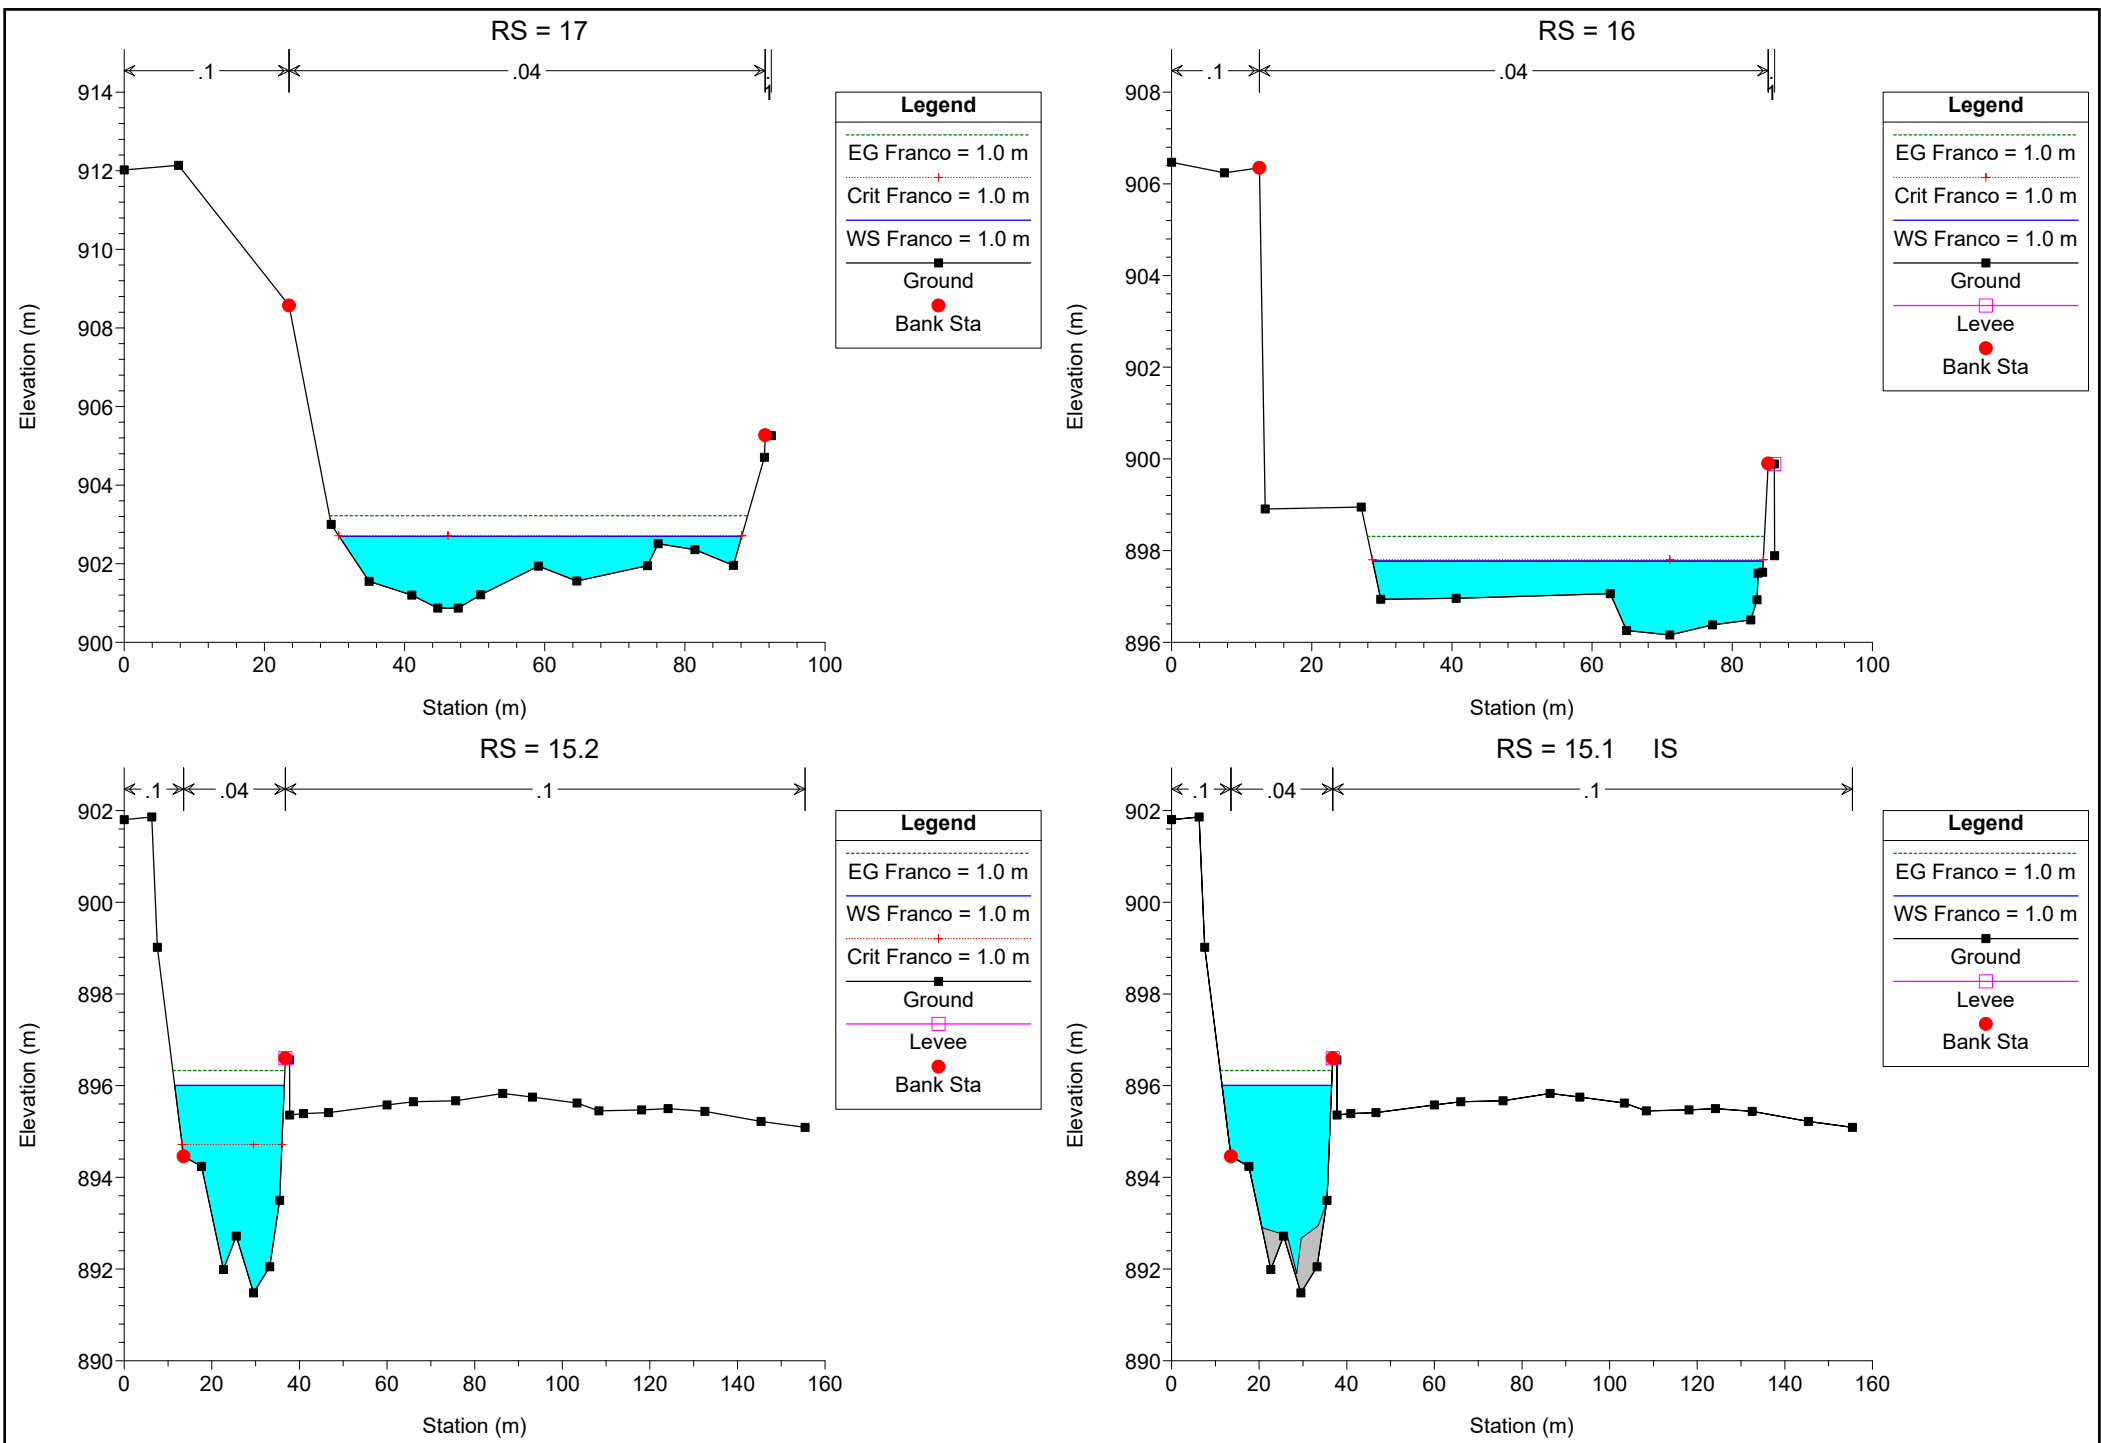 RS = 17
.1
.04
.1
Elevation (m)
914
912
910
908
906
904
902
900
0
20
40
60
80
100
Station (m)
Legend
EG Franco = 1.0 m
Crit Franco = 1.0 m
WS Franco = 1.0 m
Ground
Bank Sta
RS = 16
.1
.04
.1
Elevation (m)
908
906
904
902
900
898
896
0
20
40
60
80
100
Station (m)
Legend
EG Franco = 1.0 m
Crit Franco = 1.0 m
WS Franco = 1.0 m
Ground
Levee
Bank Sta
RS = 15.2
.1
.04
.1
Elevation (m)
902
900
898
896
894
892
890
0
20
40
60
80
100
120
140
160
Station (m)
Legend
EG Franco = 1.0 m
WS Franco = 1.0 m
Crit Franco = 1.0 m
Ground
Levee
Bank Sta
RS = 15.1 IS
.1
.04
.1
Elevation (m)
902
900
898
896
894
892
890
0
20
40
60
80
100
120
140
160
Station (m)
Legend
EG Franco = 1.0 m
WS Franco = 1.0 m
Ground
Levee
Bank Sta